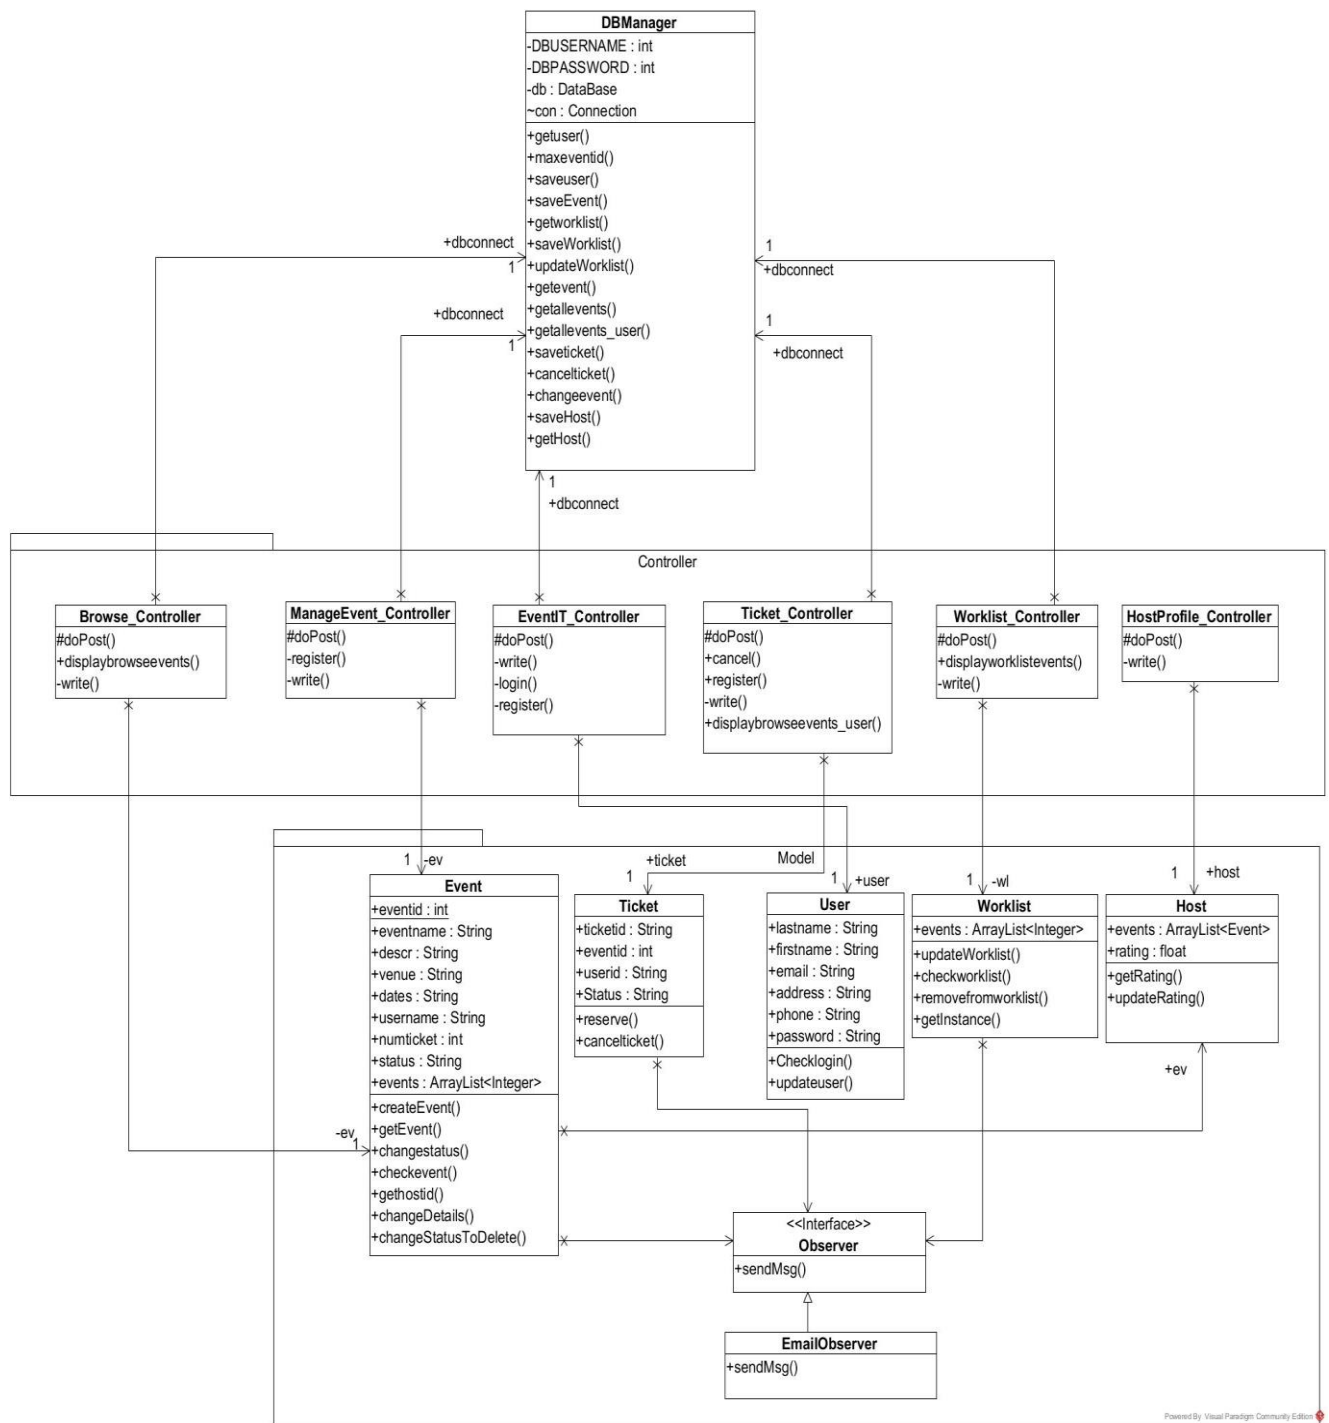 DBManager
-DBUSERNAME : int
-DBPASSWORD : int
-db : DataBase
~con : Connection
+getuser()
+maxeventid()
+saveuser()
+saveEvent()
+getworklist()
+saveWorklist()
+updateWorklist()
+getevent()
+getallevents()
+getallevents_user()
+saveticket()
+cancelticket()
+changeevent()
+saveHost()
+getHost()
+dbconnect
1
1
+dbconnect
+dbconnect
1
1
+dbconnect
1
+dbconnect
Controller
Browse_Controller
#doPost()
+displaybrowseevents()
-write()
ManageEvent_Controller
#doPost()
-register()
-write()
EventIT_Controller
#doPost()
-write()
-login()
-register()
Ticket_Controller
#doPost()
+cancel()
+register()
-write()
+displaybrowseevents_user()
Worklist_Controller
#doPost()
+displayworklistevents()
-write()
HostProfile_Controller
#doPost()
-write()
Model
1 -ev
+ticket
1
1 +user
1 -wl
1 +host
Event
+eventid : int
+eventname : String
+descr : String
+venue : String
+dates : String
+username : String
+numticket : int
+status : String
+events : ArrayList<Integer>
+createEvent()
+getEvent()
+changestatus()
+checkevent()
+gethostid()
+changeDetails()
+changeStatusToDelete()
Ticket
+ticketid : String
+eventid : int
+userid : String
+Status : String
+reserve()
+cancelticket()
User
+lastname : String
+firstname : String
+email : String
+address : String
+phone : String
+password : String
+Checklogin()
+updateuser()
Worklist
+events : ArrayList<Integer>
+updateWorklist()
+checkworklist()
+removefromworklist()
+getInstance()
Host
+events : ArrayList<Event>
+rating : float
+getRating()
+updateRating()
+ev
-ev
1
<<Interface>>
Observer
+sendMsg()
EmailObserver
+sendMsg()
Powered By Visual Paradigm Community Edition